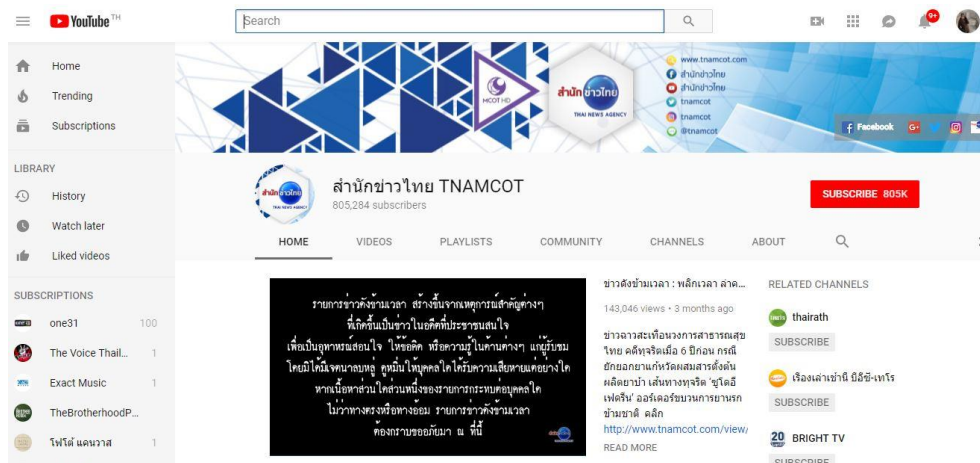 YouTube TH
Search
9+
Home
Trending
Subscriptions
LIBRARY
History
Watch later
Liked videos
SUBSCRIPTIONS
one31 100
The Voice Thail... 1
Exact Music 1
TheBrotherhoodP...
โฟโต้ แคนวาส 1
MCOT HD
สำนักข่าวไทย
THAI NEWS AGENCY
www.tnamcot.com
สำนักข่าวไทย
สำนักข่าวไทย
tnamcot
tnamcot
@tnamcot
Facebook
G+
สำนักข่าวไทย
THAI NEWS AGENCY
สำนักข่าวไทย TNAMCOT
805,284 subscribers
SUBSCRIBE 805K
HOME VIDEOS PLAYLISTS COMMUNITY CHANNELS ABOUT
รายการข่าวดังข้ามเวลา สร้างขึ้นจากเหตุการณ์สำคัญต่างๆ
ที่เกิดขึ้นเป็นข่าวในอดีตที่ประชาชนสนใจ
เพื่อเป็นอุทาหรณ์สอนใจ ให้ข้อคิด หรือความรู้ในด้านต่างๆ แก่ผู้รับชม
โดยมิได้มีเจตนาลบหลู่ ดูหมิ่นให้บุคคลใดได้รับความเสียหายแต่อย่างใด
หากเนื้อหาส่วนใดส่วนหนึ่งของรายการกระทบต่อบุคคลใด
ไม่ว่าทางตรงหรือทางอ้อม รายการข่าวดังข้ามเวลา
ต้องกราบขออภัยมา ณ ที่นี้
ข่าวดังข้ามเวลา : พลิกเวลา ล่าด...
143,046 views • 3 months ago
ข่าวฉาวสะเทือนวงการสาธารณสุข
ไทย คดีทุจริตเมื่อ 6 ปีก่อน กรณี
ยักยอกยาแก้หวัดผสมสารตั้งต้น
ผลิตยาบ้า เส้นทางทุจริต 'ซูโดอี
เฟดรีน' ออร์เดอร์ขบวนการยานรก
ข้ามชาติ คลิก
http://www.tnamcot.com/view/
READ MORE
RELATED CHANNELS
thairath
SUBSCRIBE
เรื่องเล่าเช้านี้ บีอีซี-เทโร
SUBSCRIBE
20 BRIGHT TV
SUBSCRIBE